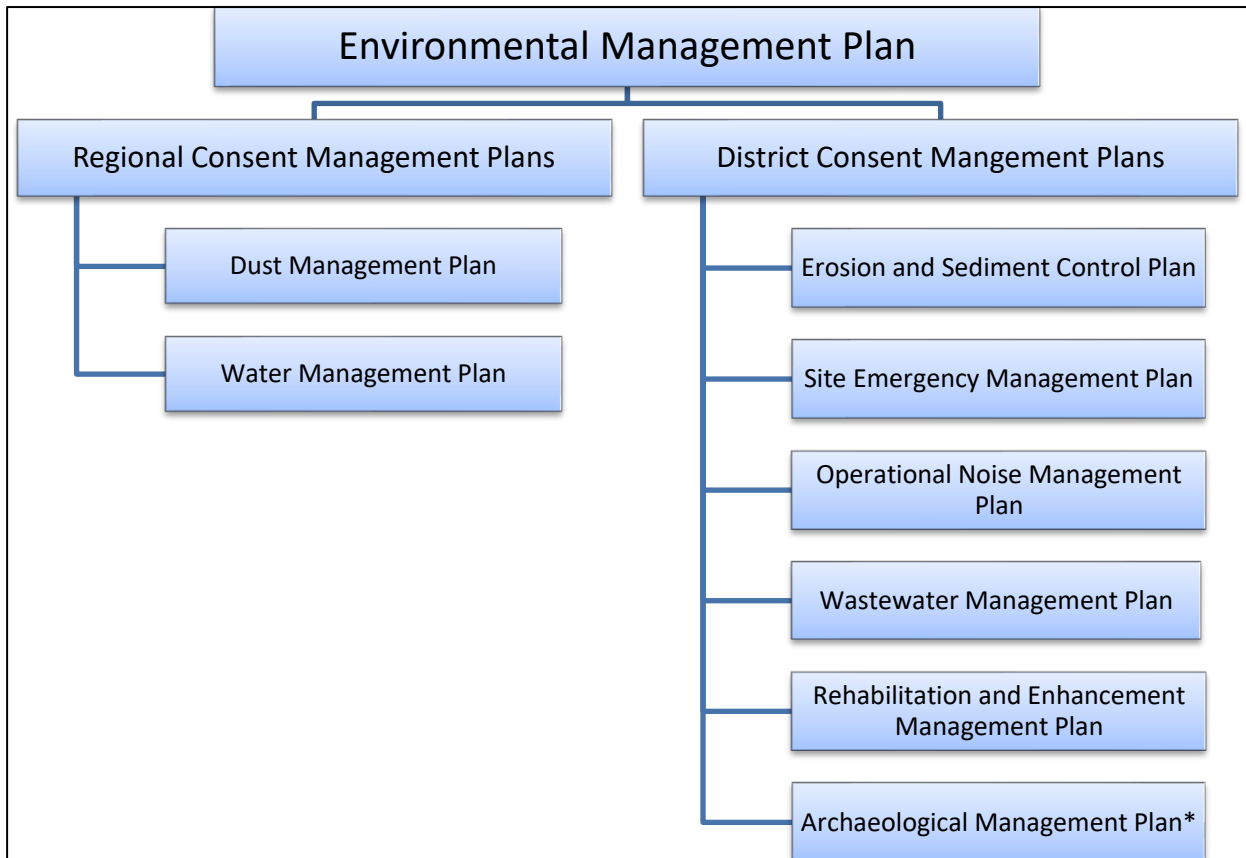 Environmental Management Plan
Regional Consent Management Plans
Dust Management Plan
Water Management Plan
District Consent Mangement Plans
Erosion and Sediment Control Plan
Site Emergency Management Plan
Operational Noise Management
Plan
Wastewater Management Plan
Rehabilitation and Enhancement
Management Plan
Archaeological Management Plan*